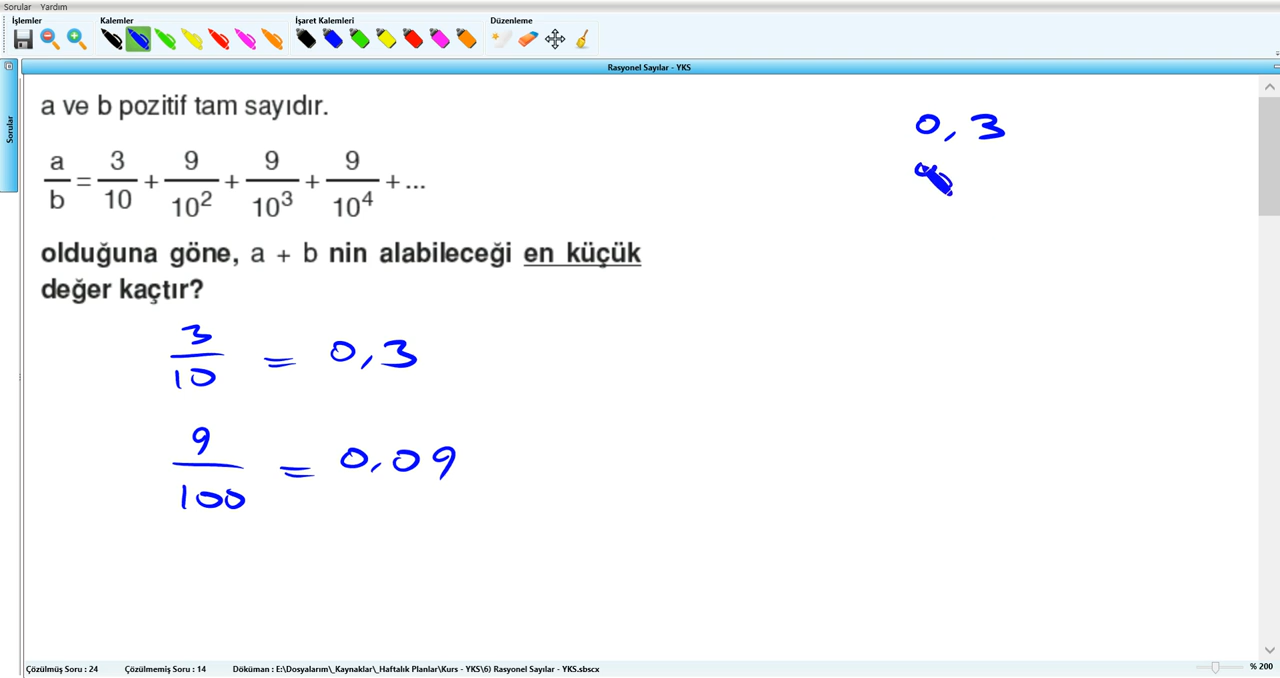 Sorular Yardım
İşlemler Kalemler İşaret Kalemleri Düzenleme
Rasyonel Sayılar - YKS
Sorular
a ve b pozitif tam sayıdır.
a/b = 3/10 + 9/10² + 9/10³ + 9/10⁴ + ...
olduğuna göre, a + b nin alabileceği en küçük
değer kaçtır?
3/10 = 0,3
9/100 = 0,09
0,3
Çözülmüş Soru : 24 Çözülmemiş Soru : 14 Döküman : E:\Dosyalarım\_Kaynaklar\_Haftalık Planlar\Kurs - YKS\6) Rasyonel Sayılar - YKS.sbscx % 200